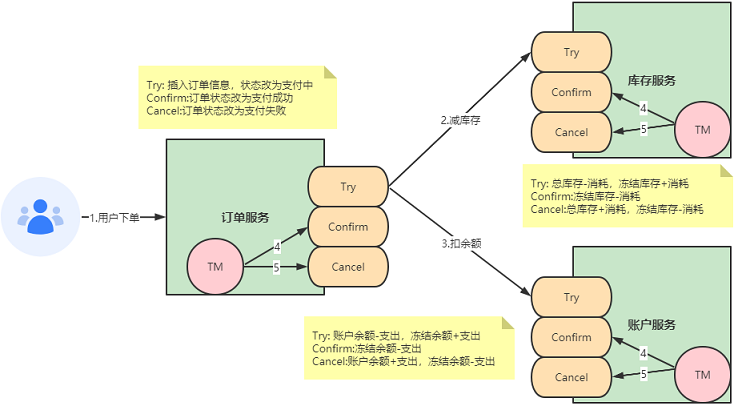 Try: 插入订单信息，状态改为支付中
Confirm:订单状态改为支付成功
Cancel:订单状态改为支付失败
1.用户下单
订单服务
TM
4
5
Try
Confirm
Cancel
2.减库存
3.扣余额
Try
Confirm
Cancel
库存服务
4
5
TM
Try: 总库存-消耗，冻结库存+消耗
Confirm:冻结库存-消耗
Cancel:总库存+消耗，冻结库存-消耗
Try: 账户余额-支出，冻结余额+支出
Confirm:冻结余额-支出
Cancel:账户余额+支出，冻结余额-支出
Try
Confirm
Cancel
账户服务
4
5
TM